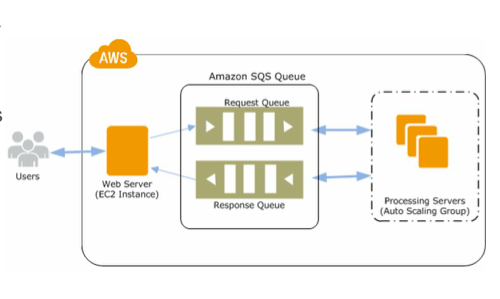 AWS
Amazon SQS Queue
Request Queue
s
Users
Web Server
(EC2 Instance)
Response Queue
Processing Servers
(Auto Scaling Group)